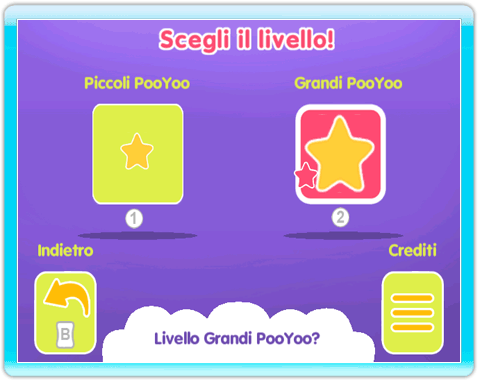 Scegli il livello!
Piccoli PooYoo
Grandi PooYoo
1
2
Indietro
Crediti
B
Livello Grandi PooYoo?